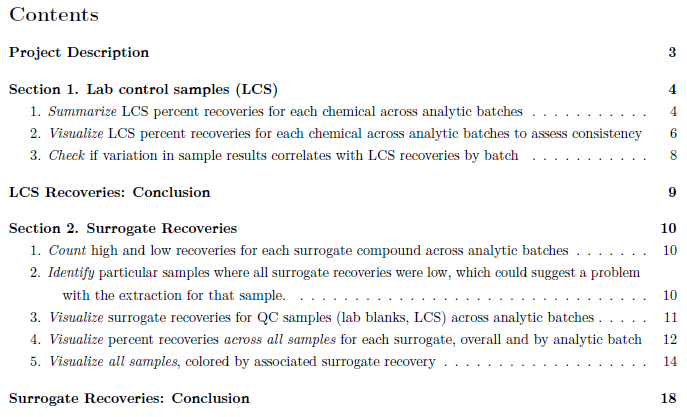 Contents
Project Description 3
Section 1. Lab control samples (LCS) 4
1. Summarize LCS percent recoveries for each chemical across analytic batches . . . . . . . . . . . 4
2. Visualize LCS percent recoveries for each chemical across analytic batches to assess consistency 6
3. Check if variation in sample results correlates with LCS recoveries by batch . . . . . . . . . . . 8
LCS Recoveries: Conclusion 9
Section 2. Surrogate Recoveries 10
1. Count high and low recoveries for each surrogate compound across analytic batches . . . . . . . 10
2. Identify particular samples where all surrogate recoveries were low, which could suggest a problem
with the extraction for that sample. . . . . . . . . . . . . . . . . . . . . . . . . . . . . . . . . 10
3. Visualize surrogate recoveries for QC samples (lab blanks, LCS) across analytic batches . . . . . 11
4. Visualize percent recoveries across all samples for each surrogate, overall and by analytic batch 12
5. Visualize all samples, colored by associated surrogate recovery . . . . . . . . . . . . . . . . . . . 14
Surrogate Recoveries: Conclusion 18